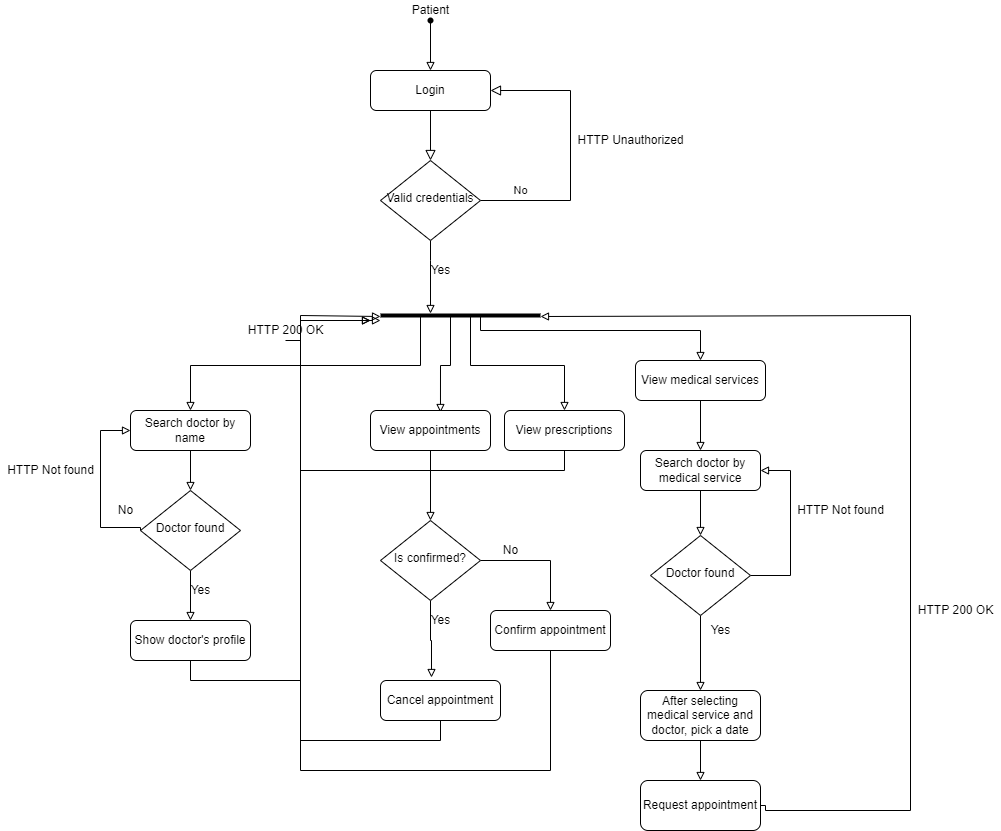 Patient
Login
HTTP Unauthorized
Valid credentials
No
Yes
HTTP 200 OK
View medical services
Search doctor by
name
View appointments
View prescriptions
HTTP Not found
Search doctor by
medical service
No
Doctor found
HTTP Not found
Is confirmed?
No
Doctor found
Yes
Yes
Show doctor's profile
Confirm appointment
Yes
HTTP 200 OK
Cancel appointment
After selecting
medical service and
doctor, pick a date
Request appointment